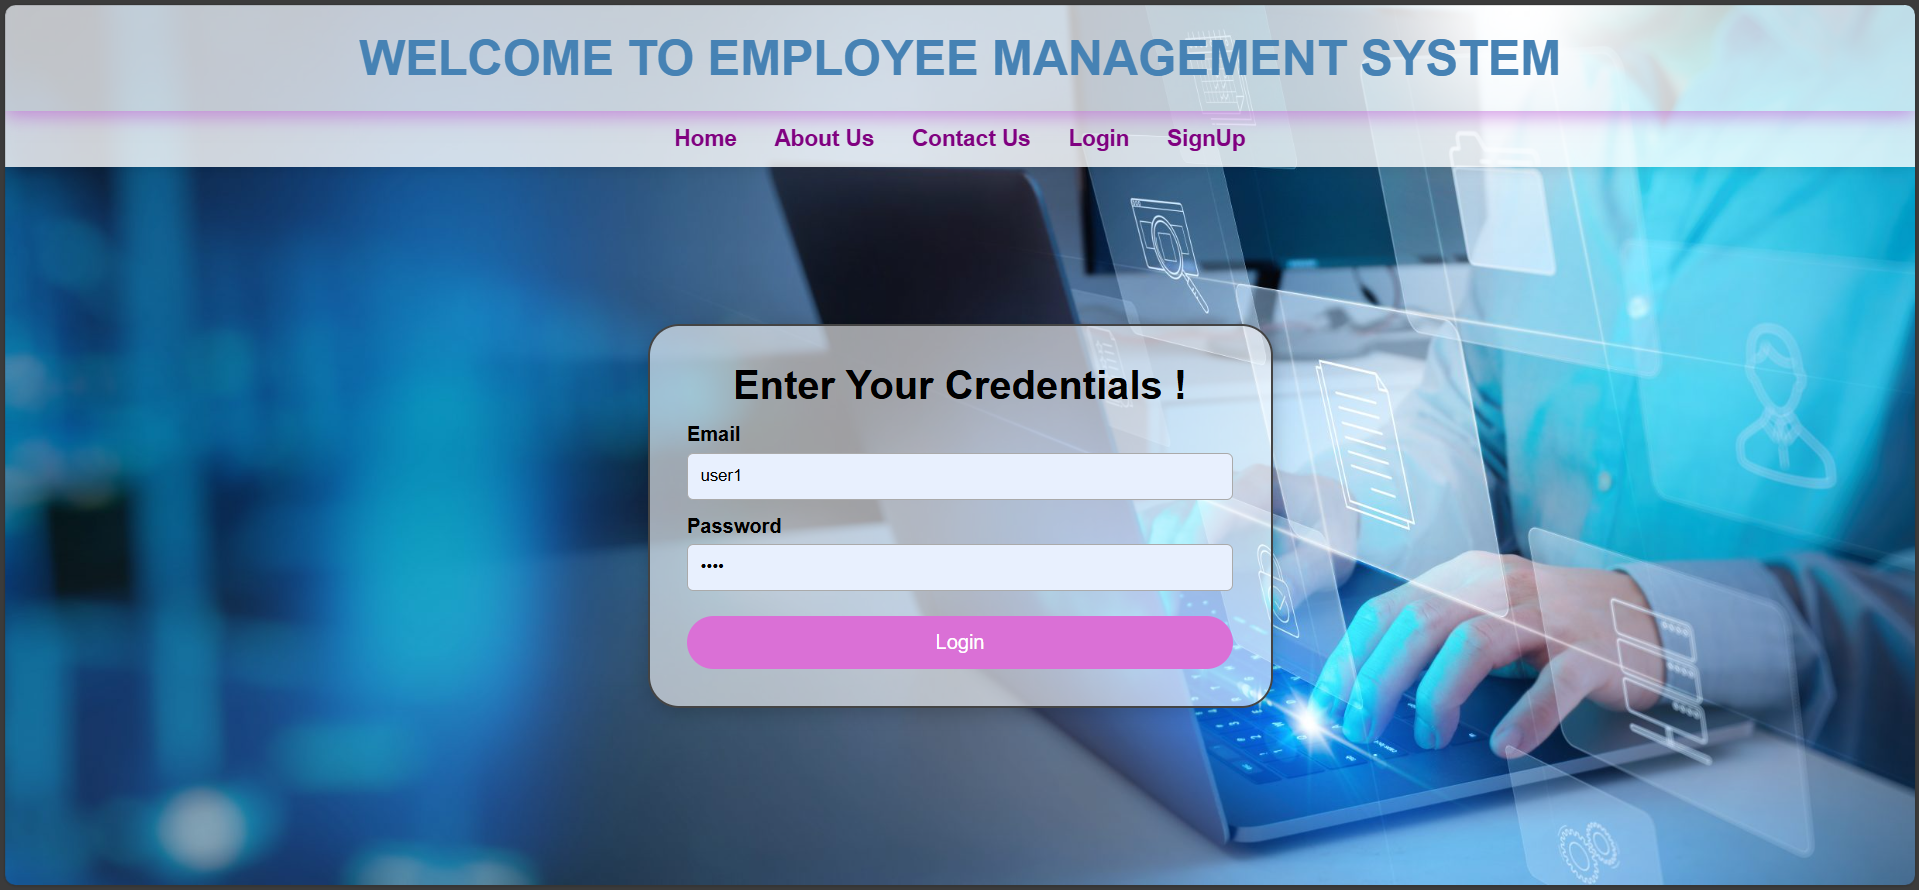 WELCOME TO EMPLOYEE MANAGEMENT SYSTEM
Home About Us Contact Us Login SignUp
Enter Your Credentials !
Email
user1
Password
••••
Login